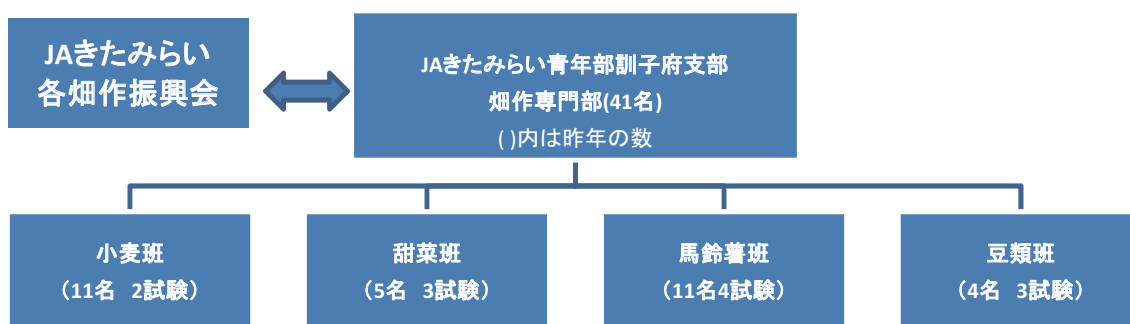 JAきたみらい
各畑作振興会
JAきたみらい青年部訓子府支部
畑作専門部(41名)
( )内は昨年の数
小麦班
（11名　2試験）
甜菜班
（5名　3試験）
馬鈴薯班
（11名4試験）
豆類班
（4名　3試験）